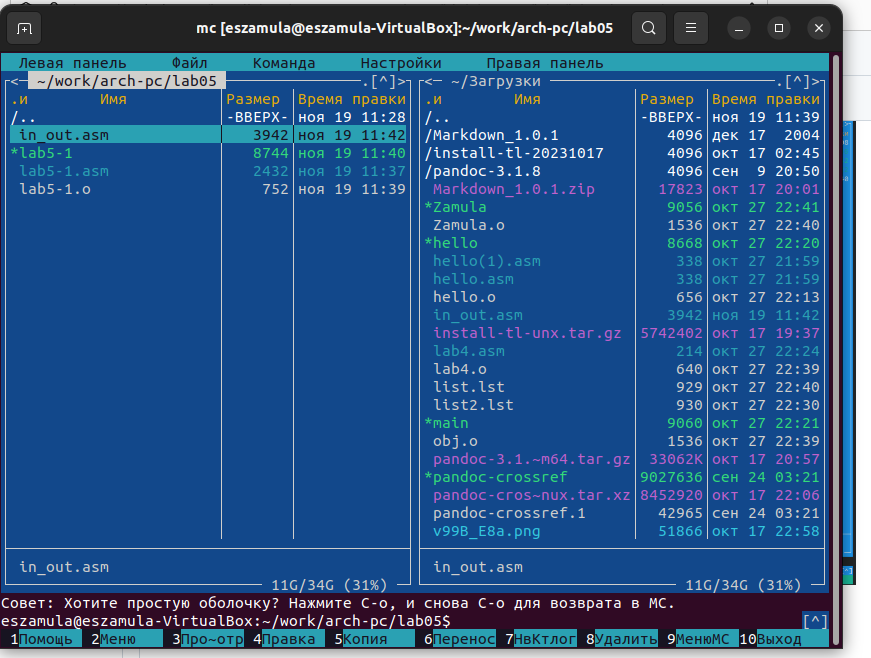 mc [eszamula@eszamula-VirtualBox]:~/work/arch-pc/lab05
Левая панель Файл Команда Настройки Правая панель
<─ ~/work/arch-pc/lab05 ─.[^]> <─ ~/Загрузки ─.[^]>
.и Имя Размер Время правки .и Имя Размер Время правки
/.. -ВВЕРХ- ноя 19 11:28 /.. -ВВЕРХ- ноя 19 11:39
in_out.asm 3942 ноя 19 11:42 /Markdown_1.0.1 4096 дек 17 2004
*lab5-1 8744 ноя 19 11:40 /install-tl-20231017 4096 окт 17 02:45
lab5-1.asm 2432 ноя 19 11:37 /pandoc-3.1.8 4096 сен 9 20:50
lab5-1.o 752 ноя 19 11:39 Markdown_1.0.1.zip 17823 окт 17 20:01
*Zamula 9056 окт 27 22:41
Zamula.o 1536 окт 27 22:40
*hello 8668 окт 27 22:20
hello(1).asm 338 окт 27 21:59
hello.asm 338 окт 27 21:59
hello.o 656 окт 27 22:13
in_out.asm 3942 ноя 19 11:42
install-tl-unx.tar.gz 5742402 окт 17 19:37
lab4.asm 214 окт 27 22:24
lab4.o 640 окт 27 22:39
list.lst 929 окт 27 22:40
list2.lst 930 окт 27 22:30
*main 9060 окт 27 22:21
obj.o 1536 окт 27 22:39
pandoc-3.1.~m64.tar.gz 33062K окт 17 20:57
*pandoc-crossref 9027636 сен 24 03:21
pandoc-cros~nux.tar.xz 8452920 окт 17 22:06
pandoc-crossref.1 42965 сен 24 03:21
v99B_E8a.png 51866 окт 17 22:58
in_out.asm in_out.asm
11G/34G (31%) 11G/34G (31%)
Совет: Хотите простую оболочку? Нажмите C-o, и снова C-o для возврата в MC.
eszamula@eszamula-VirtualBox:~/work/arch-pc/lab05$ [^]
1Помощь 2Меню 3Про~отр 4Правка 5Копия 6Перенос 7НвКтлог 8Удалить 9МенюMC 10Выход